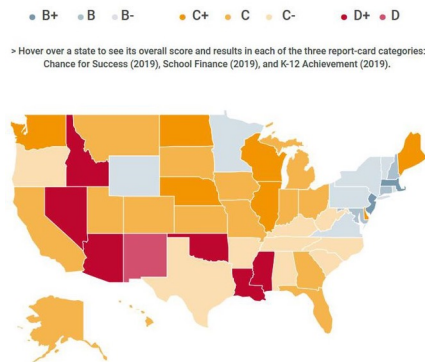 B+ B B- C+ C C- D+ D
> Hover over a state to see its overall score and results in each of the three report-card categories:
Chance for Success (2019), School Finance (2019), and K-12 Achievement (2019).